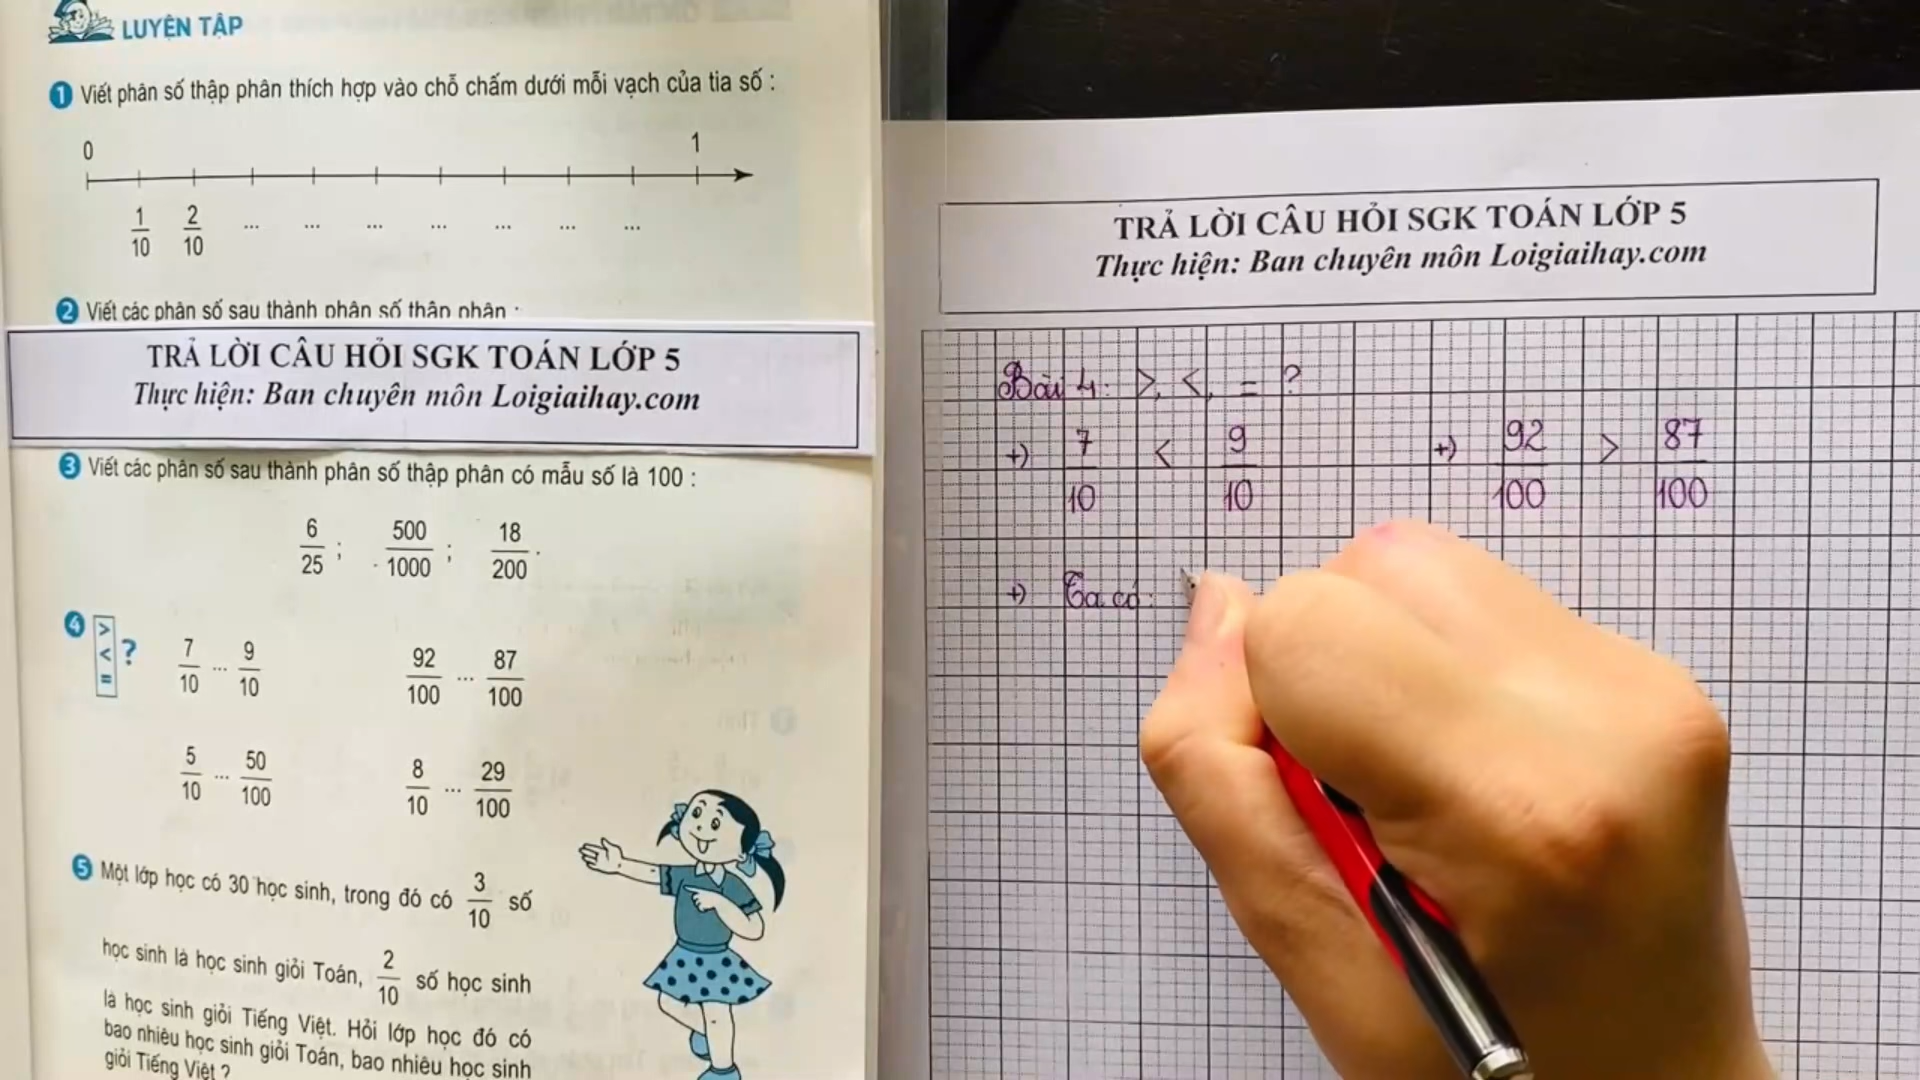 LUYỆN TẬP
1 Viết phân số thập phân thích hợp vào chỗ chấm dưới mỗi vạch của tia số :
0 1
1/10 2/10 ... ... ... ... ... ... ...
2 Viết các phân số sau thành phân số thập phân :
TRẢ LỜI CÂU HỎI SGK TOÁN LỚP 5
Thực hiện: Ban chuyên môn Loigiaihay.com
3 Viết các phân số sau thành phân số thập phân có mẫu số là 100 :
6/25 ; 500/1000 ; 18/200 .
4 > < = ? 7/10 ... 9/10 92/100 ... 87/100
5/10 ... 50/100 8/10 ... 29/100
5 Một lớp học có 30 học sinh, trong đó có 3/10 số
học sinh là học sinh giỏi Toán, 2/10 số học sinh
là học sinh giỏi Tiếng Việt. Hỏi lớp học đó có
bao nhiêu học sinh giỏi Toán, bao nhiêu học sinh
giỏi Tiếng Việt ?
TRẢ LỜI CÂU HỎI SGK TOÁN LỚP 5
Thực hiện: Ban chuyên môn Loigiaihay.com
Bài 4: >, <, = ?
+) 7/10 < 9/10 +) 92/100 > 87/100
+) Ta có: